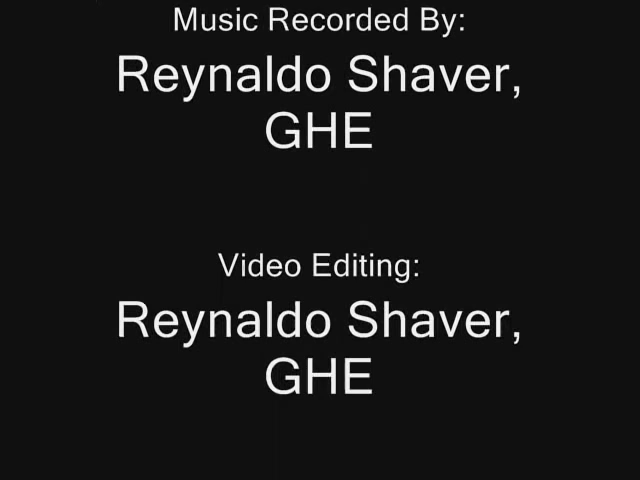 Music Recorded By:
Reynaldo Shaver,
GHE
Video Editing:
Reynaldo Shaver,
GHE